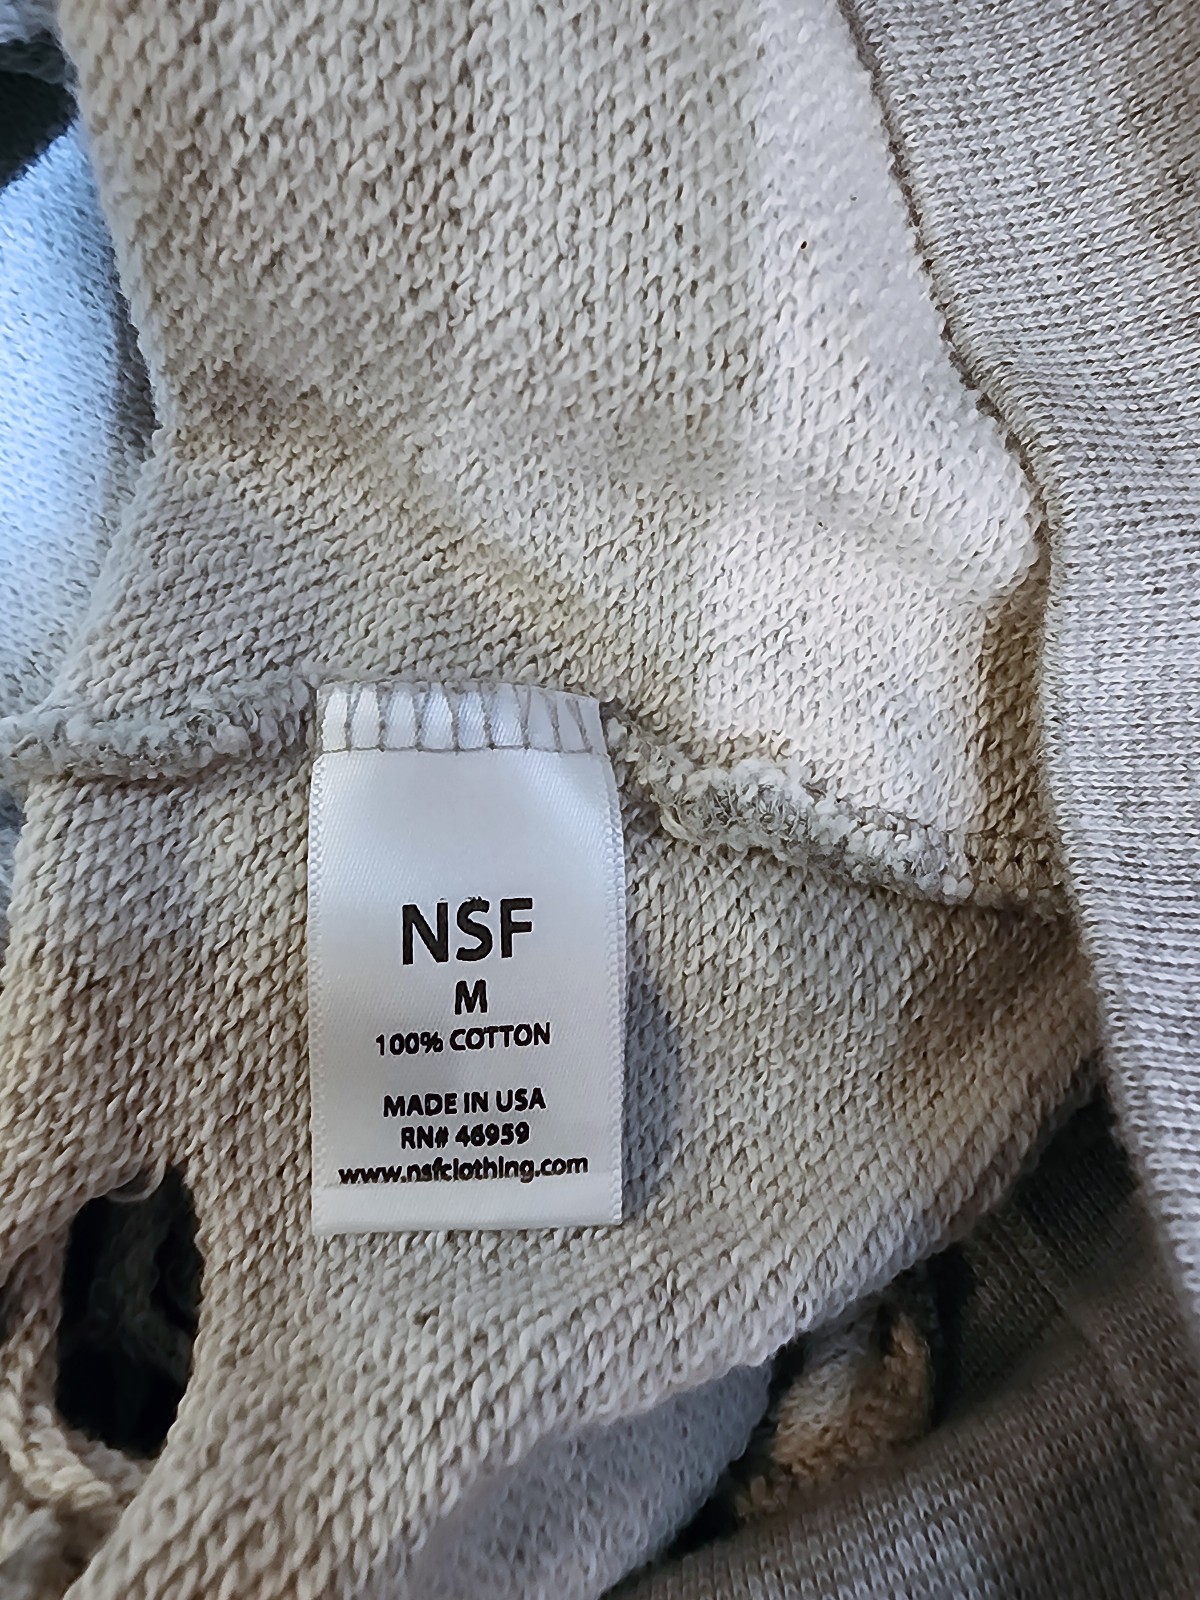 NSF
M
100% COTTON
MADE IN USA
RN# 46959
www.nsfclothing.com